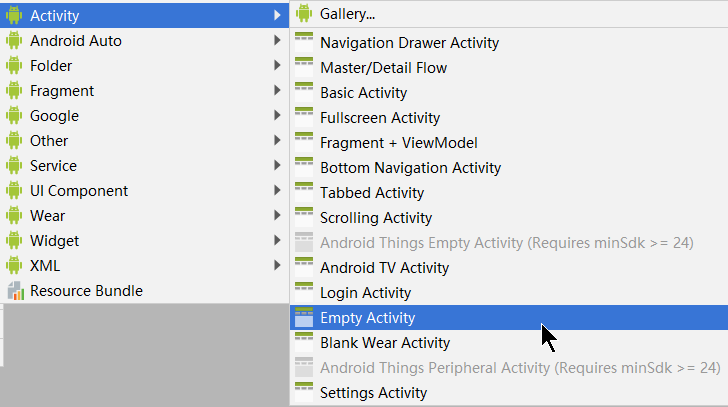 Activity
Android Auto
Folder
Fragment
Google
Other
Service
UI Component
Wear
Widget
XML
Resource Bundle
Gallery...
Navigation Drawer Activity
Master/Detail Flow
Basic Activity
Fullscreen Activity
Fragment + ViewModel
Bottom Navigation Activity
Tabbed Activity
Scrolling Activity
Android Things Empty Activity (Requires minSdk >= 24)
Android TV Activity
Login Activity
Empty Activity
Blank Wear Activity
Android Things Peripheral Activity (Requires minSdk >= 24)
Settings Activity